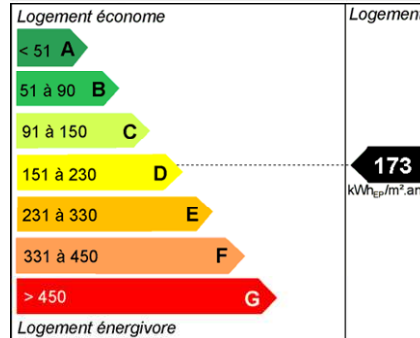 Logement économe
Logement
< 51 A
51 à 90 B
91 à 150 C
151 à 230 D
173
kWhEP/m².an
231 à 330 E
331 à 450 F
> 450 G
Logement énergivore